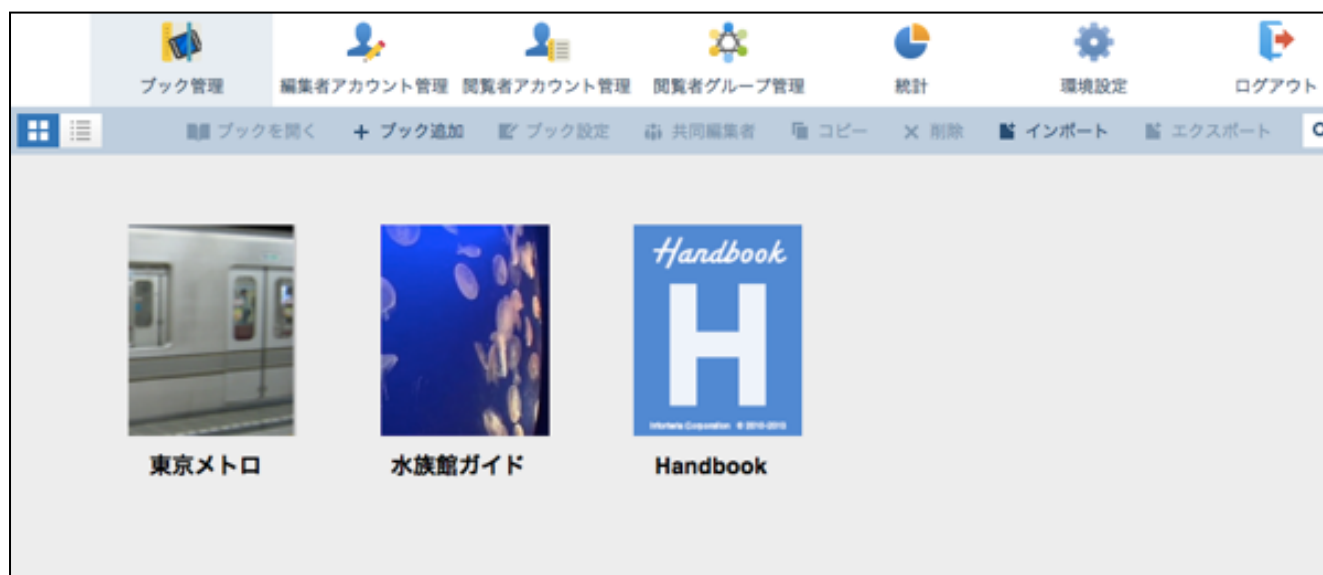 ブック管理
編集者アカウント管理
閲覧者アカウント管理
閲覧者グループ管理
統計
環境設定
ログアウト
ブックを開く
ブック追加
ブック設定
共同編集者
コピー
削除
インポート
エクスポート
Handbook
H
Infoteria Corporation © 2010-2015
東京メトロ
水族館ガイド
Handbook